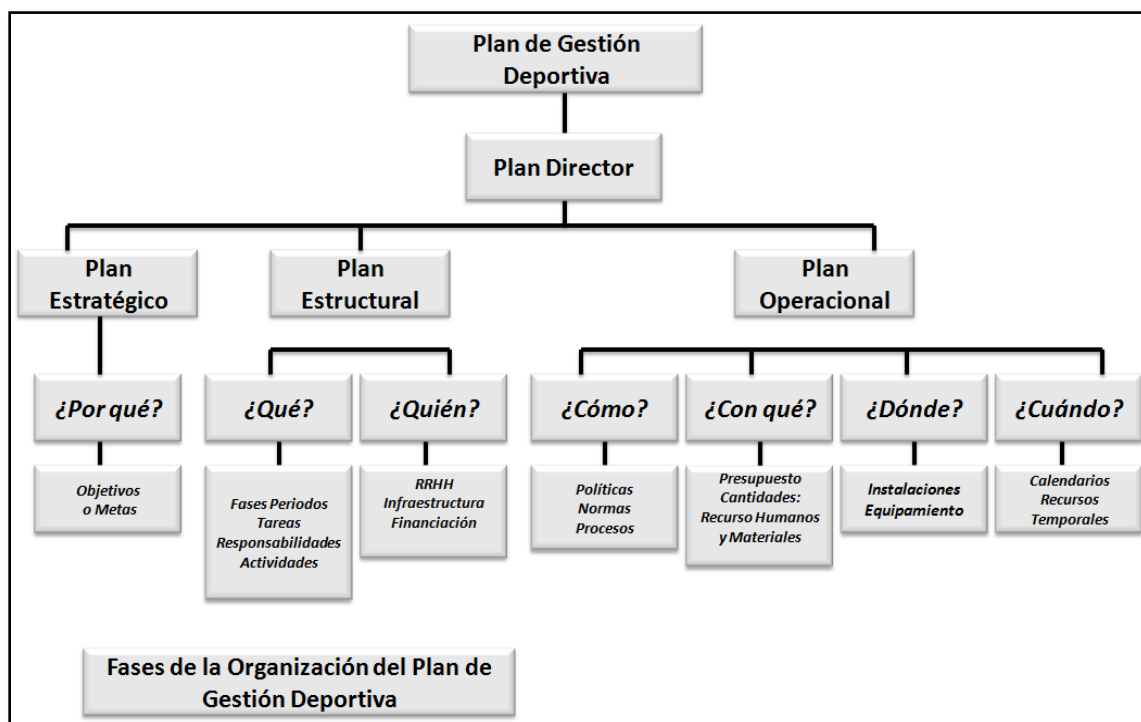 Plan de Gestión
Deportiva
Plan Director
Plan
Estratégico
Plan
Estructural
Plan
Operacional
¿Por qué?
¿Qué?
¿Quién?
¿Cómo?
¿Con qué?
¿Dónde?
¿Cuándo?
Objetivos
o Metas
Fases Periodos
Tareas
Responsabilidades
Actividades
RRHH
Infraestructura
Financiación
Políticas
Normas
Procesos
Presupuesto
Cantidades:
Recurso Humanos
y Materiales
Instalaciones
Equipamiento
Calendarios
Recursos
Temporales
Fases de la Organización del Plan de
Gestión Deportiva